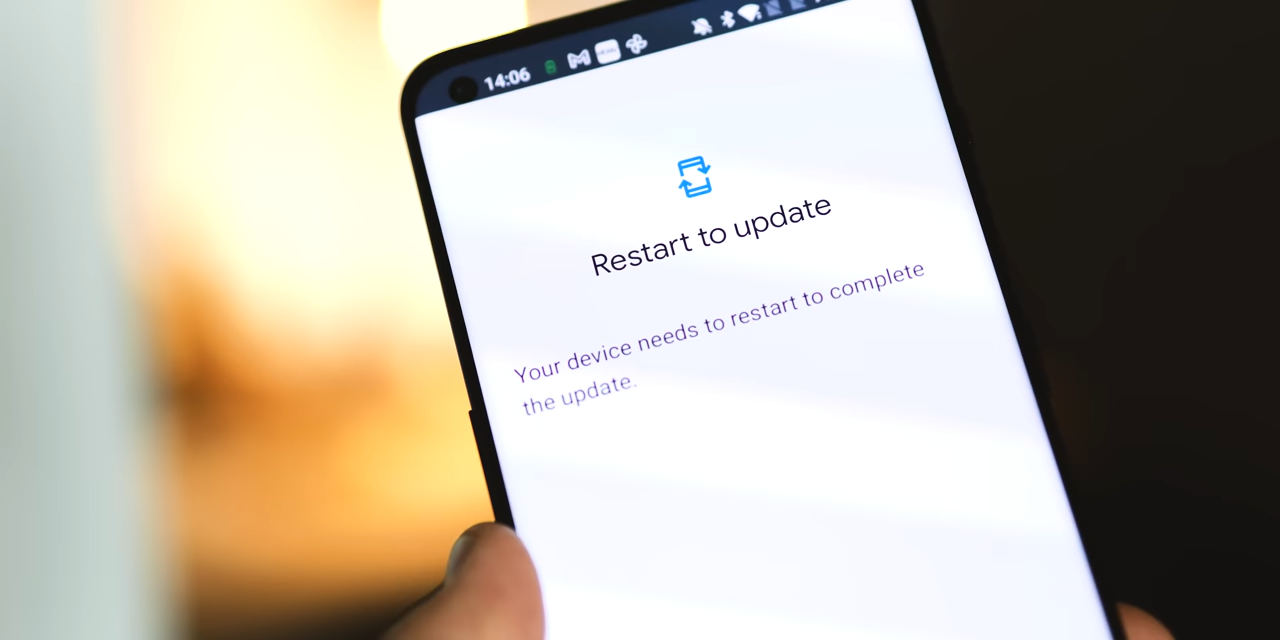 14:06
Restart to update
Your device needs to restart to complete
the update.